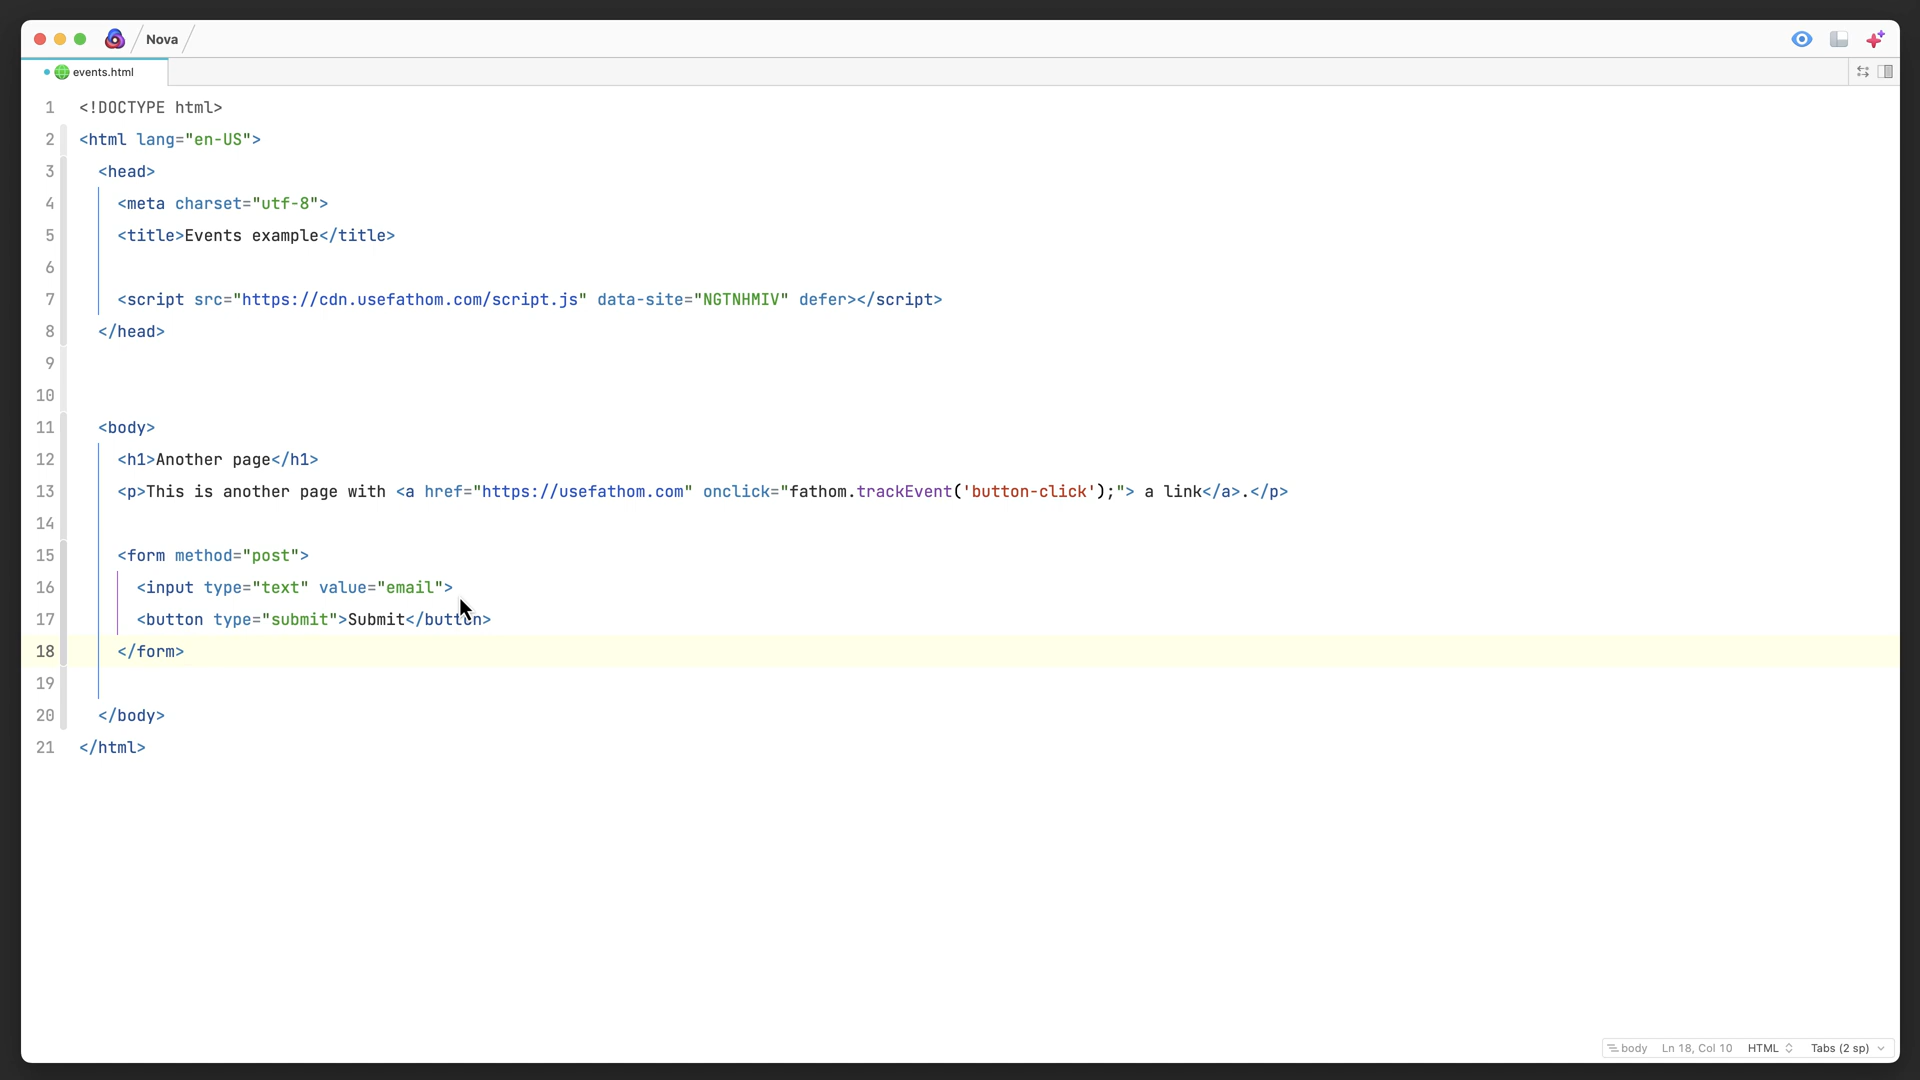 Nova
events.html
1 <!DOCTYPE html>
2 <html lang="en-US">
3 <head>
4 <meta charset="utf-8">
5 <title>Events example</title>
6
7 <script src="https://cdn.usefathom.com/script.js" data-site="NGTNHMIV" defer></script>
8 </head>
9
10
11 <body>
12 <h1>Another page</h1>
13 <p>This is another page with <a href="https://usefathom.com" onclick="fathom.trackEvent('button-click');"> a link</a>.</p>
14
15 <form method="post">
16 <input type="text" value="email">
17 <button type="submit">Submit</button>
18 </form>
19
20 </body>
21 </html>
body Ln 18, Col 10 HTML Tabs (2 sp)